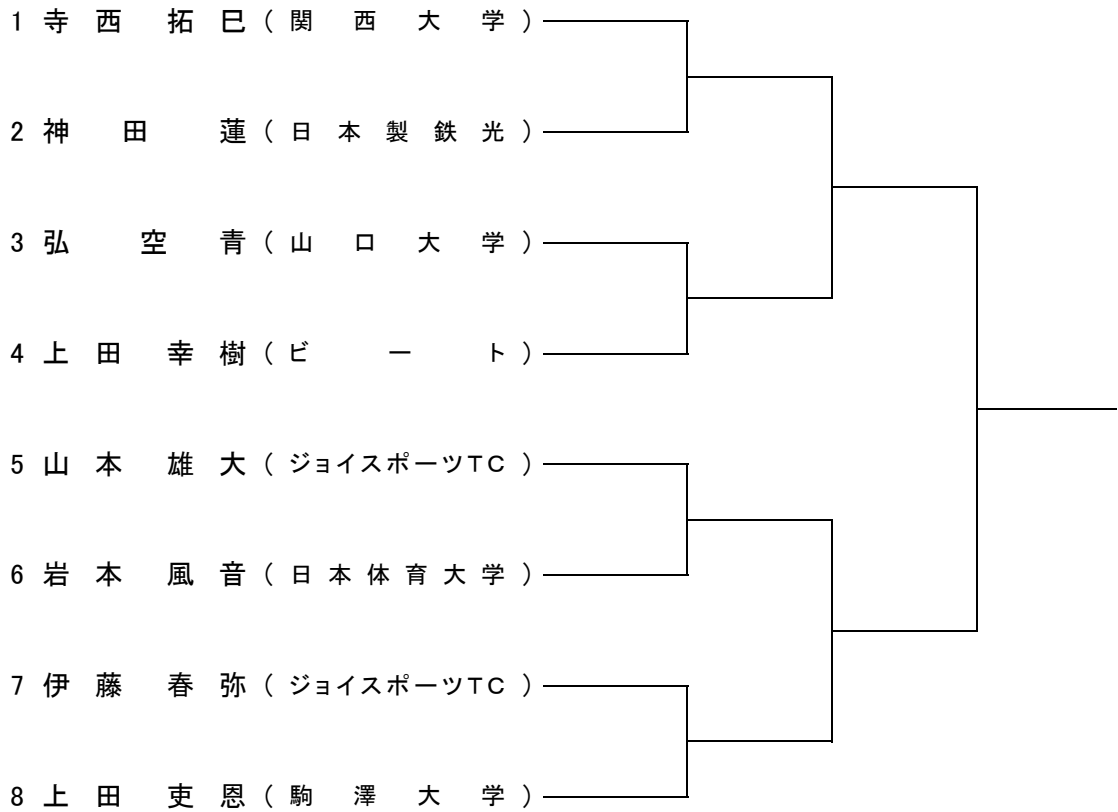 1 寺西 拓巳 ( 関西大学 )
2 神田 蓮 ( 日本製鉄光 )
3 弘 空青 ( 山口大学 )
4 上田 幸樹 ( ビート )
5 山本 雄大 ( ジョイスポーツTC )
6 岩本 風音 ( 日本体育大学 )
7 伊藤 春弥 ( ジョイスポーツTC )
8 上田 吏恩 ( 駒澤大学 )